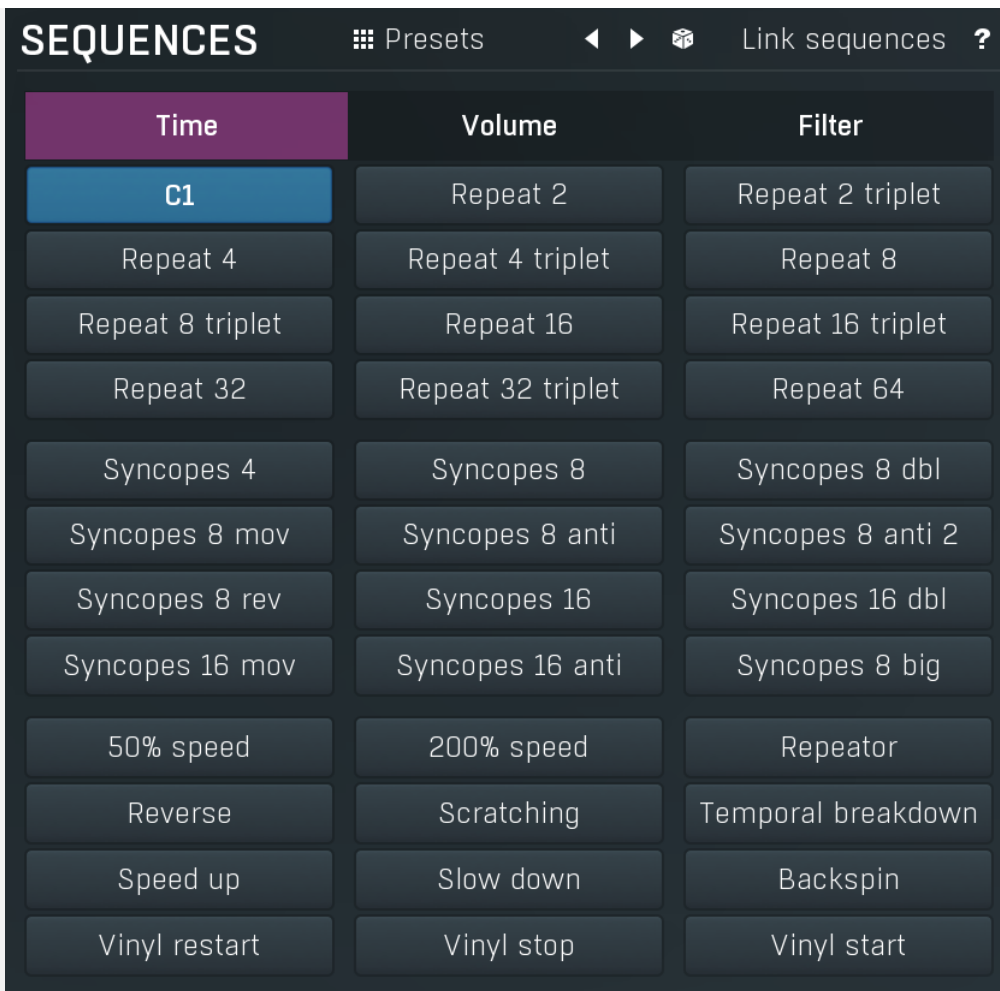 SEQUENCES Presets Link sequences ?
Time Volume Filter
C1 Repeat 2 Repeat 2 triplet
Repeat 4 Repeat 4 triplet Repeat 8
Repeat 8 triplet Repeat 16 Repeat 16 triplet
Repeat 32 Repeat 32 triplet Repeat 64
Syncopes 4 Syncopes 8 Syncopes 8 dbl
Syncopes 8 mov Syncopes 8 anti Syncopes 8 anti 2
Syncopes 8 rev Syncopes 16 Syncopes 16 dbl
Syncopes 16 mov Syncopes 16 anti Syncopes 8 big
50% speed 200% speed Repeator
Reverse Scratching Temporal breakdown
Speed up Slow down Backspin
Vinyl restart Vinyl stop Vinyl start